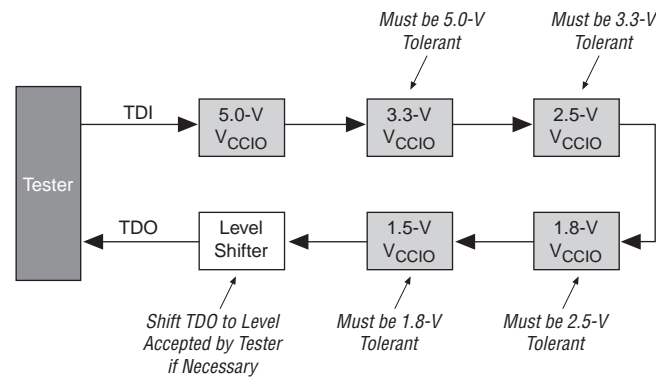 Must be 5.0-V
Tolerant
Must be 3.3-V
Tolerant
Tester
TDI
5.0-V
VCCIO
3.3-V
VCCIO
2.5-V
VCCIO
TDO
Level
Shifter
1.5-V
VCCIO
1.8-V
VCCIO
Shift TDO to Level
Accepted by Tester
if Necessary
Must be 1.8-V
Tolerant
Must be 2.5-V
Tolerant